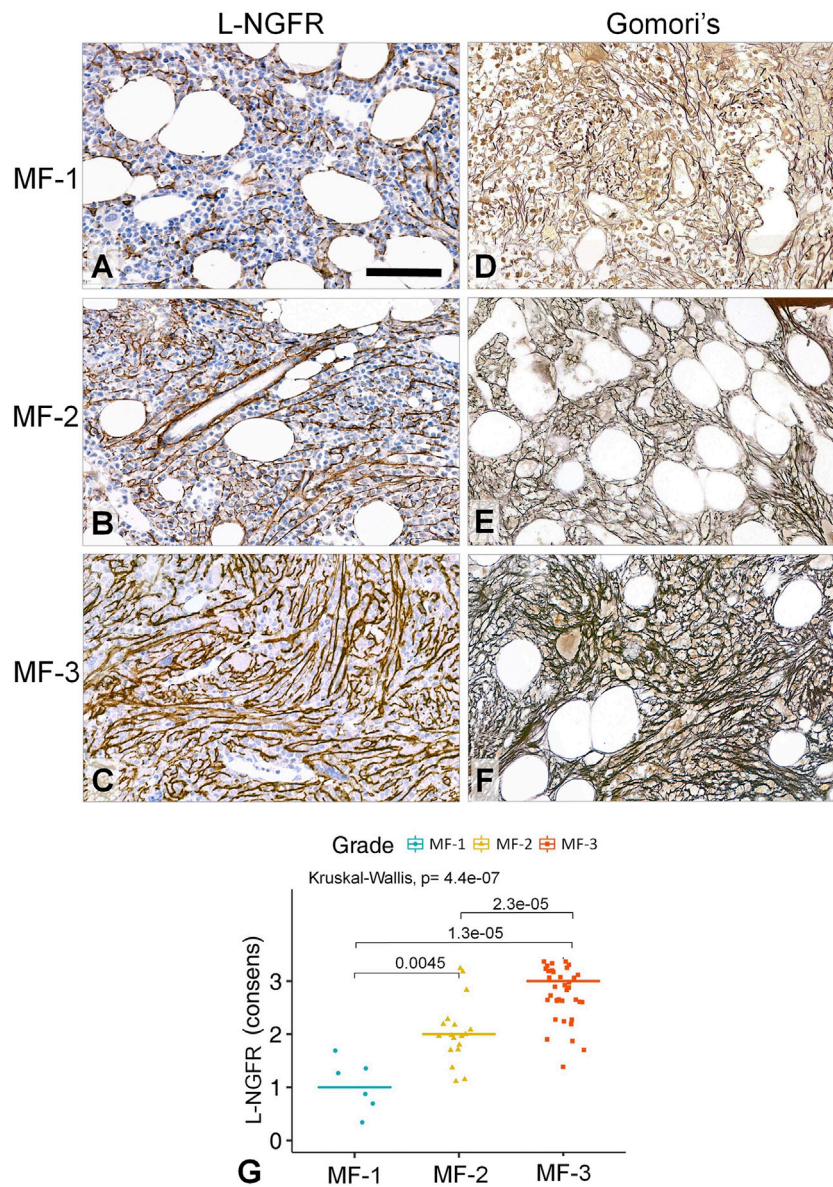 L-NGFR Gomori's
MF-1
A D
MF-2
B E
MF-3
C F
Grade MF-1 MF-2 MF-3
Kruskal-Wallis, p= 4.4e-07
2.3e-05
1.3e-05
0.0045
L-NGFR (consens)
3
2
1
0
G MF-1 MF-2 MF-3